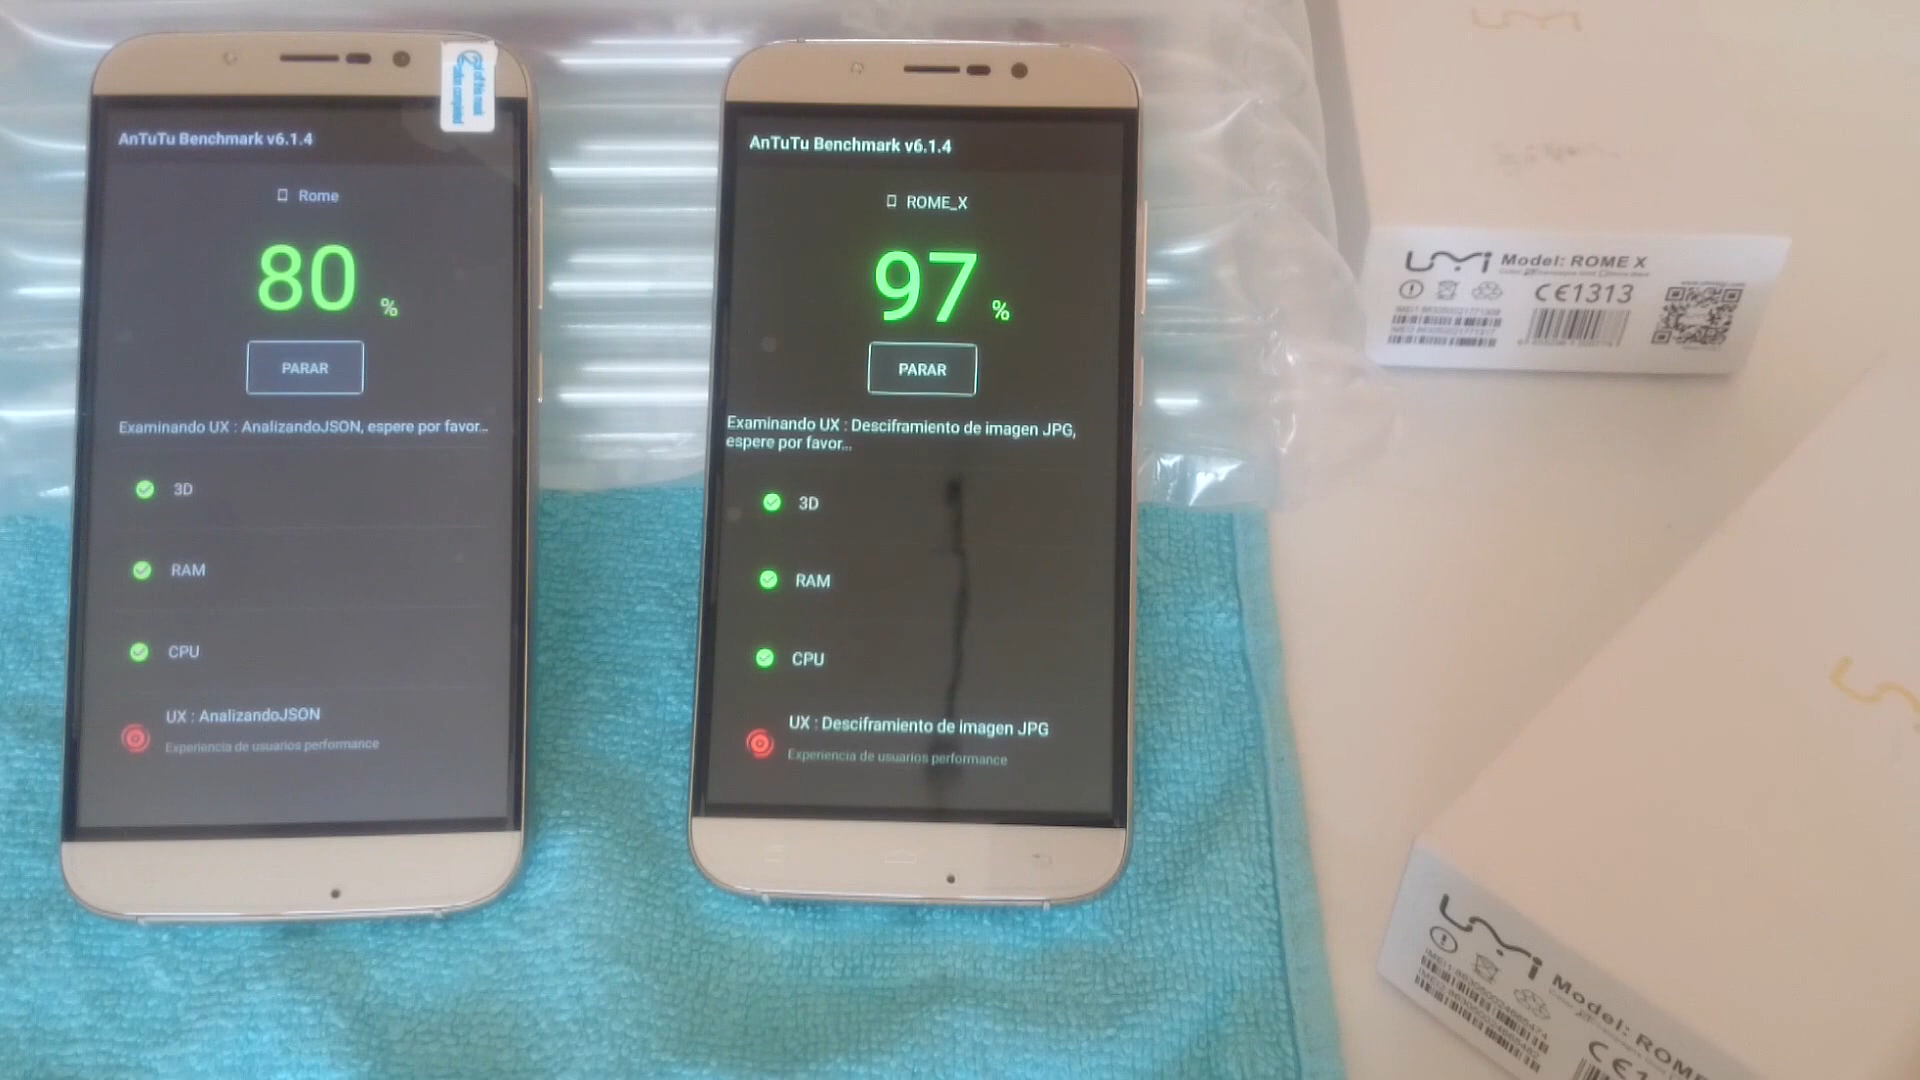 AnTuTu Benchmark v6.1.4
Rome
80 %
PARAR
Examinando UX : AnalizandoJSON, espere por favor...
3D
RAM
CPU
UX : AnalizandoJSON
Experiencia de usuarios performance
AnTuTu Benchmark v6.1.4
ROME_X
97 %
PARAR
Examinando UX : Desciframiento de imagen JPG,
espere por favor...
3D
RAM
CPU
UX : Desciframiento de imagen JPG
Experiencia de usuarios performance
UMi
UMi Model: ROME X
CE1313
UMi
Model: ROME
CE1